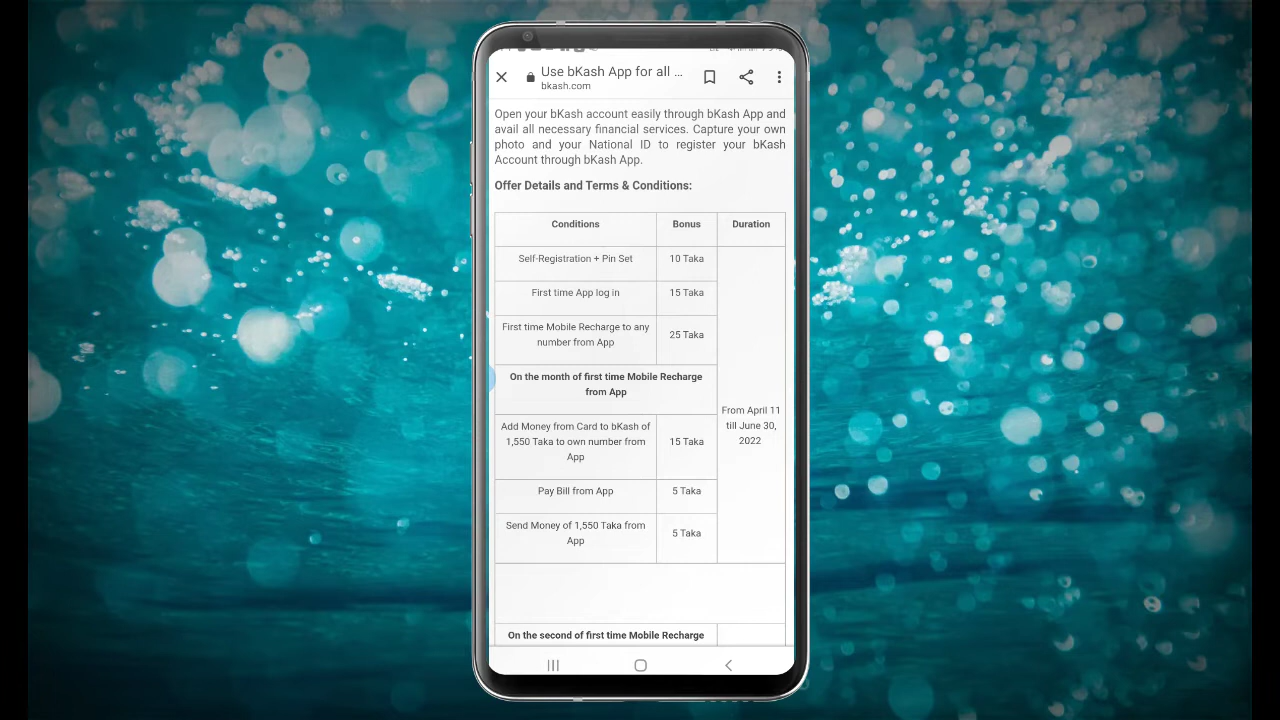 Use bKash App for all ...
bkash.com
Open your bKash account easily through bKash App and
avail all necessary financial services. Capture your own
photo and your National ID to register your bKash
Account through bKash App.
Offer Details and Terms & Conditions:
Conditions Bonus Duration
Self-Registration + Pin Set 10 Taka
First time App log in 15 Taka
First time Mobile Recharge to any
number from App
25 Taka
On the month of first time Mobile Recharge
from App
Add Money from Card to bKash of
1,550 Taka to own number from
App
15 Taka
Pay Bill from App 5 Taka
Send Money of 1,550 Taka from
App
5 Taka
From April 11
till June 30,
2022
On the second of first time Mobile Recharge